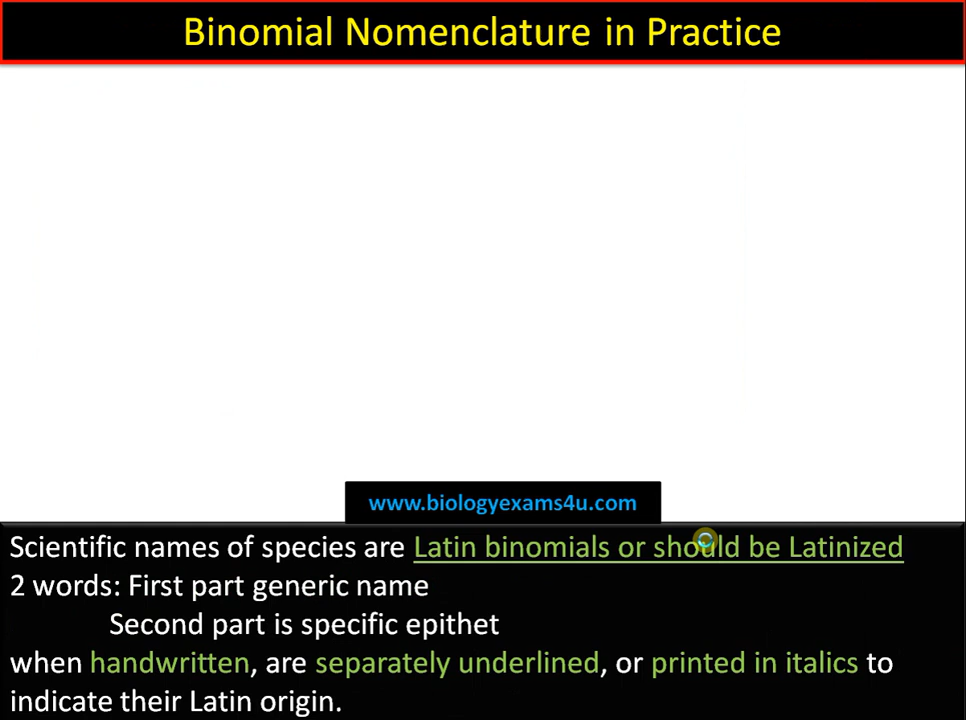 Binomial Nomenclature in Practice
www.biologyexams4u.com
Scientific names of species are Latin binomials or should be Latinized
2 words: First part generic name
Second part is specific epithet
when handwritten, are separately underlined, or printed in italics to
indicate their Latin origin.